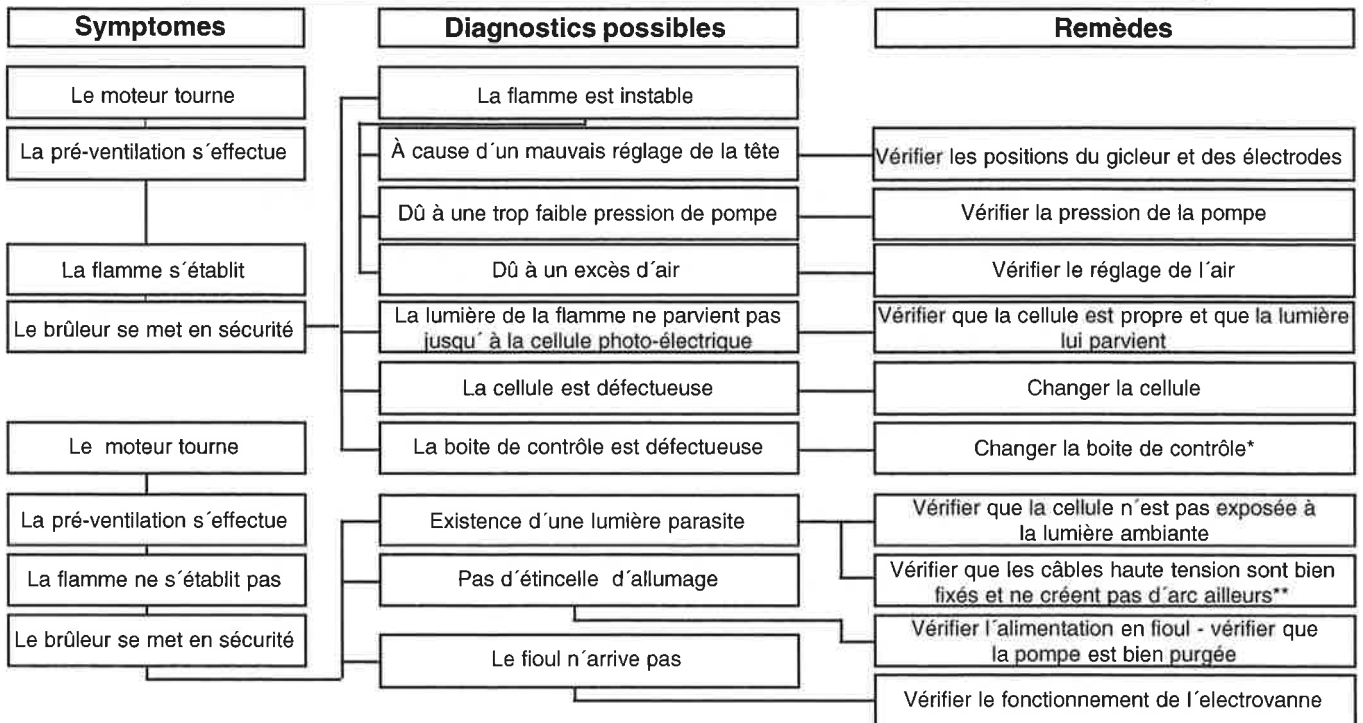 Symptomes
Diagnostics possibles
Remèdes
Le moteur tourne
La flamme est instable
La pré-ventilation s´effectue
À cause d´un mauvais réglage de la tête
Vérifier les positions du gicleur et des électrodes
Dû à une trop faible pression de pompe
Vérifier la pression de la pompe
La flamme s´établit
Dû à un excès d´air
Vérifier le réglage de l´air
Le brûleur se met en sécurité
La lumière de la flamme ne parvient pas
jusqu´ à la cellule photo-électrique
Vérifier que la cellule est propre et que la lumière
lui parvient
La cellule est défectueuse
Changer la cellule
Le moteur tourne
La boite de contrôle est défectueuse
Changer la boite de contrôle*
La pré-ventilation s´effectue
Existence d´une lumière parasite
Vérifier que la cellule n´est pas exposée à
la lumière ambiante
La flamme ne s´établit pas
Pas d´étincelle d´allumage
Vérifier que les câbles haute tension sont bien
fixés et ne créent pas d´arc ailleurs**
Le brûleur se met en sécurité
Le fioul n´arrive pas
Vérifier l´alimentation en fioul - vérifier que
la pompe est bien purgée
Vérifier le fonctionnement de l´electrovanne